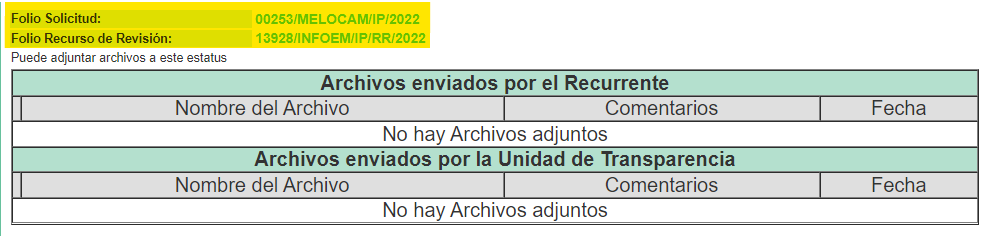 Folio Solicitud: 00253/MELOCAM/IP/2022
Folio Recurso de Revisión: 13928/INFOEM/IP/RR/2022
Puede adjuntar archivos a este estatus
Archivos enviados por el Recurrente
Nombre del Archivo Comentarios Fecha
No hay Archivos adjuntos
Archivos enviados por la Unidad de Transparencia
Nombre del Archivo Comentarios Fecha
No hay Archivos adjuntos